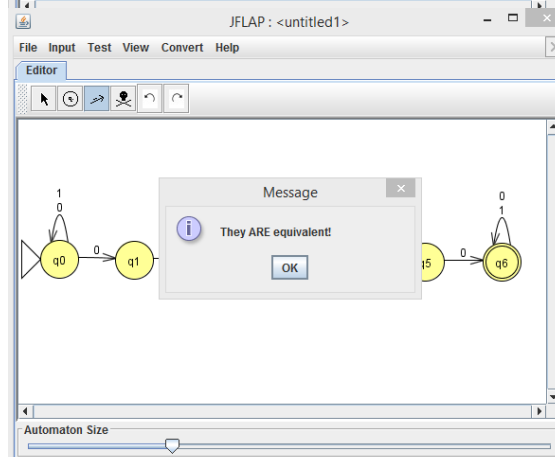 JFLAP : <untitled1>
File Input Test View Convert Help
Editor
Message
They ARE equivalent!
OK
1
0
q0
0
q1
q5
0
0
1
q6
Automaton Size